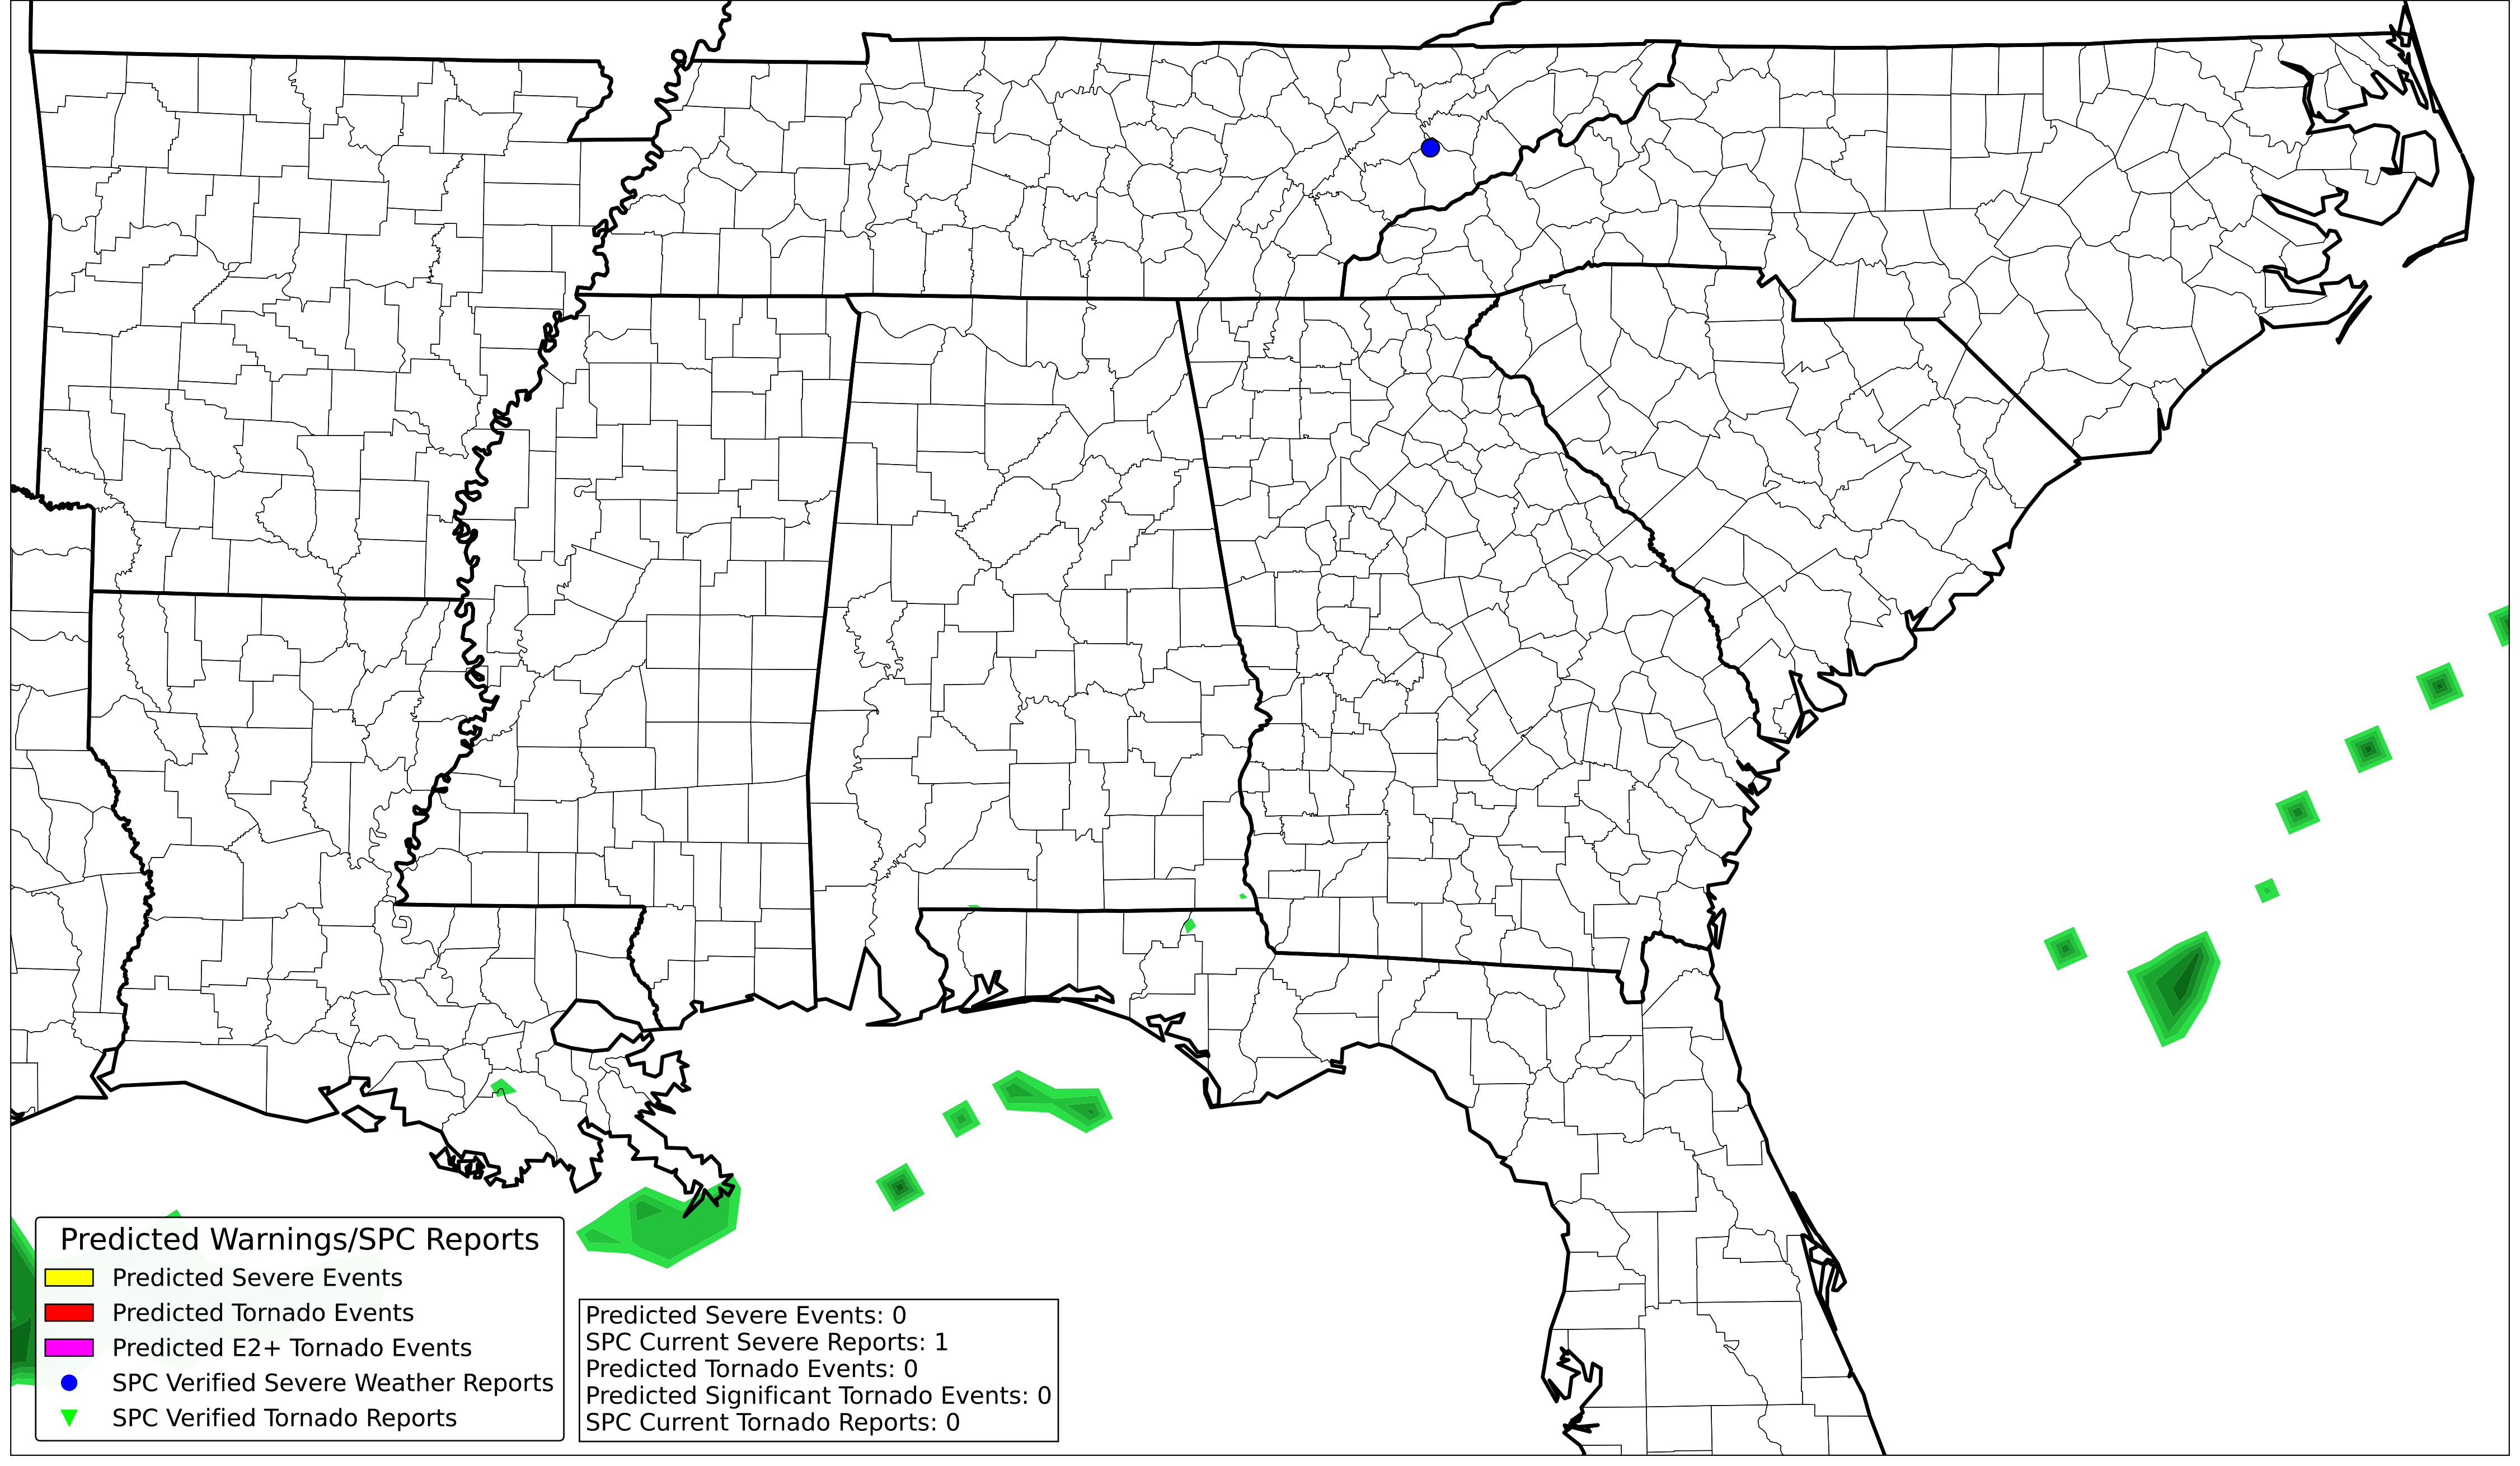 Predicted Warnings/SPC Reports
Predicted Severe Events
Predicted Tornado Events
Predicted E2+ Tornado Events
SPC Verified Severe Weather Reports
SPC Verified Tornado Reports
Predicted Severe Events: 0
SPC Current Severe Reports: 1
Predicted Tornado Events: 0
Predicted Significant Tornado Events: 0
SPC Current Tornado Reports: 0